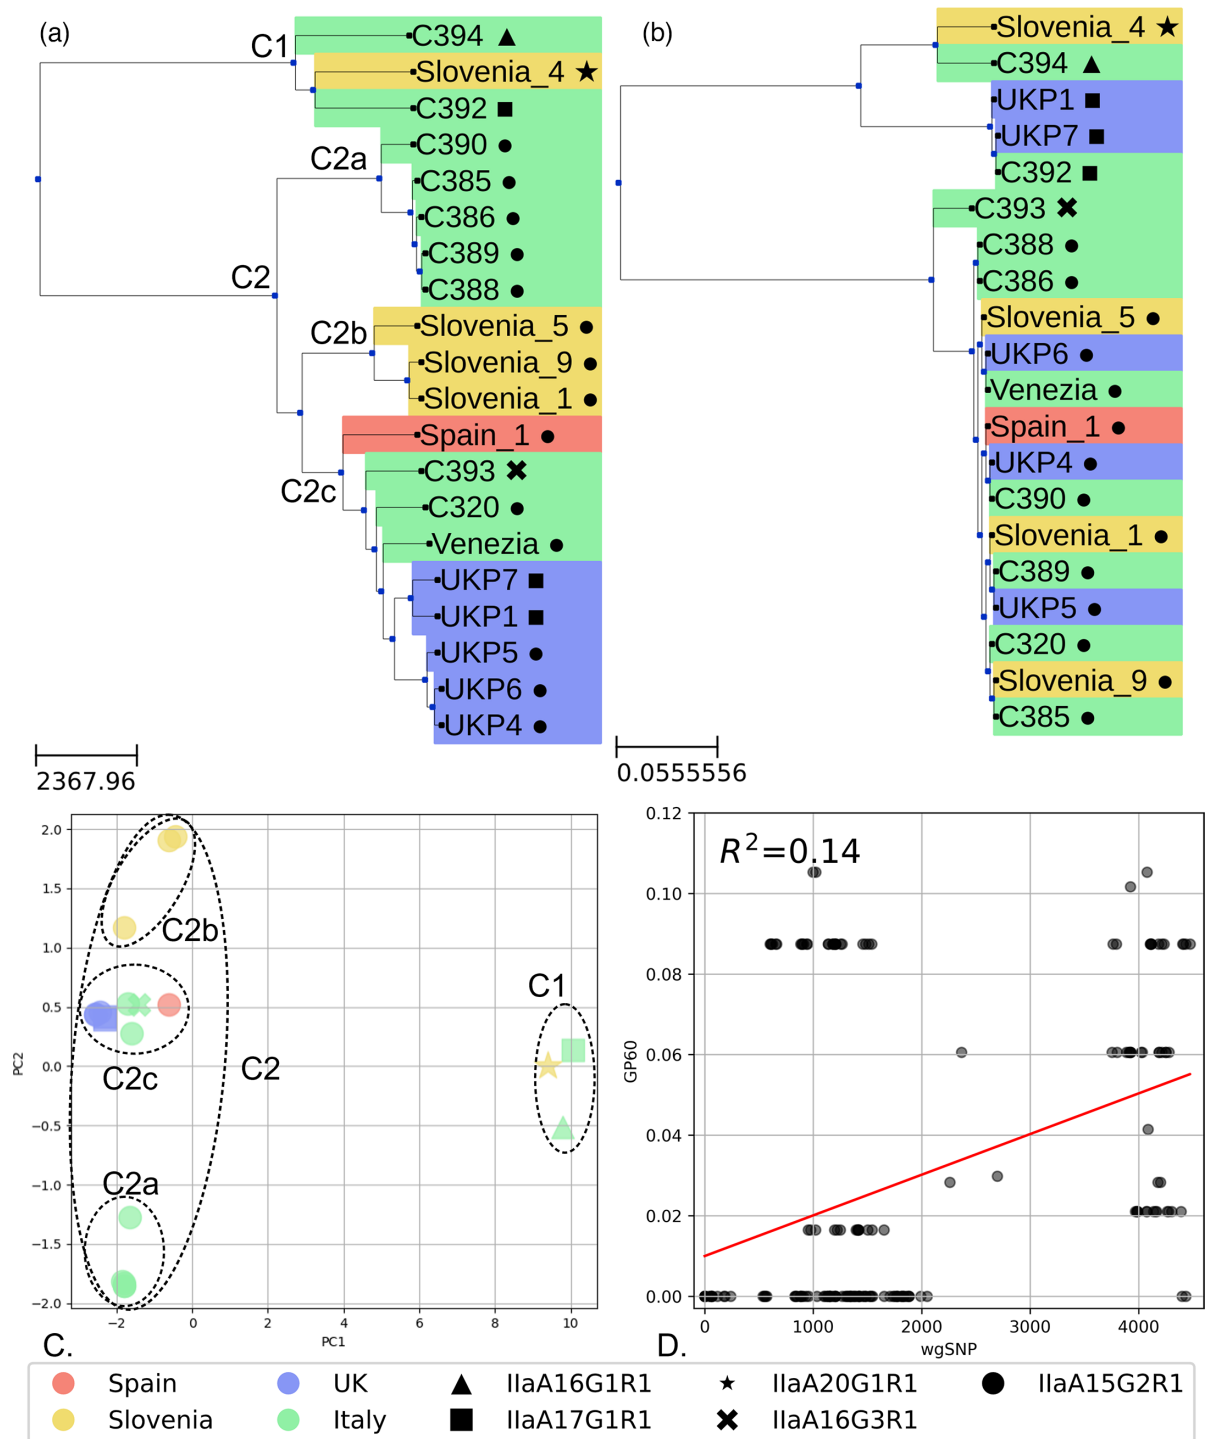 (a)
C1
C394
Slovenia_4
C392
C390
C2a
C385
C386
C389
C388
C2
Slovenia_5
C2b
Slovenia_9
Slovenia_1
Spain_1
C393
C2c
C320
Venezia
UKP7
UKP1
UKP5
UKP6
UKP4
2367.96
(b)
Slovenia_4
C394
UKP1
UKP7
C392
C393
C388
C386
Slovenia_5
UKP6
Venezia
Spain_1
UKP4
C390
Slovenia_1
C389
UKP5
C320
Slovenia_9
C385
0.0555556
2.0
1.5
1.0
0.5
0.0
−0.5
−1.0
−1.5
−2.0
PC2
C2b
C1
C2
C2c
C2a
−2 0 2 4 6 8 10
PC1
C.
0.12
0.10
0.08
0.06
0.04
0.02
0.00
GP60
R²=0.14
0 1000 2000 3000 4000
wgSNP
D.
Spain UK IIaA16G1R1 IIaA20G1R1 IIaA15G2R1
Slovenia Italy IIaA17G1R1 IIaA16G3R1